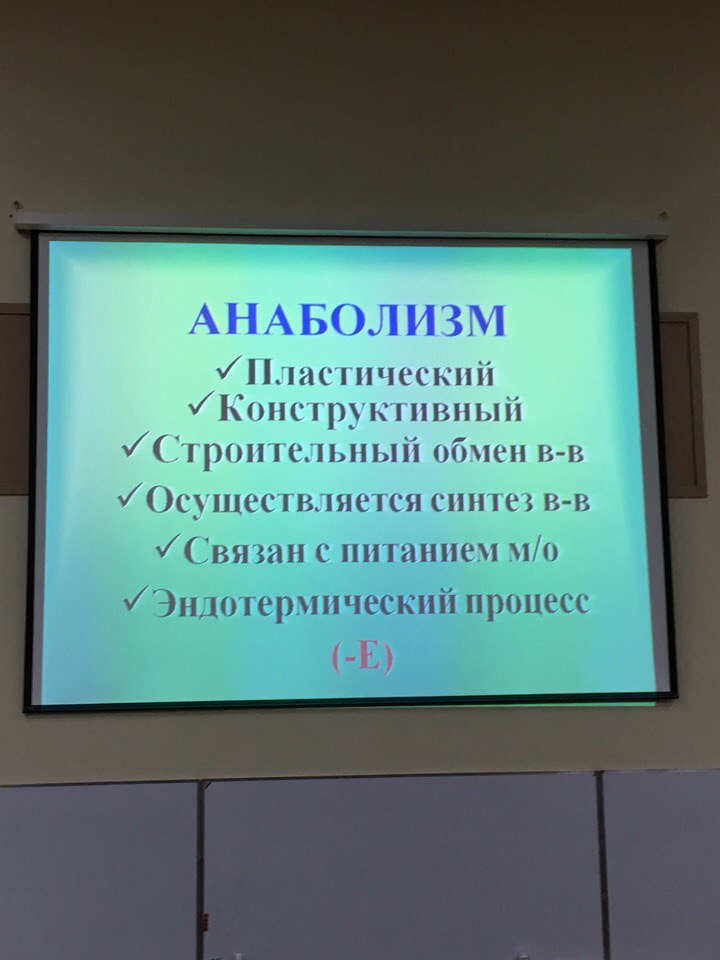 АНАБОЛИЗМ
✓Пластический
✓Конструктивный
✓Строительный обмен в-в
✓Осуществляется синтез в-в
✓Связан с питанием м/о
✓Эндотермический процесс
(-Е)